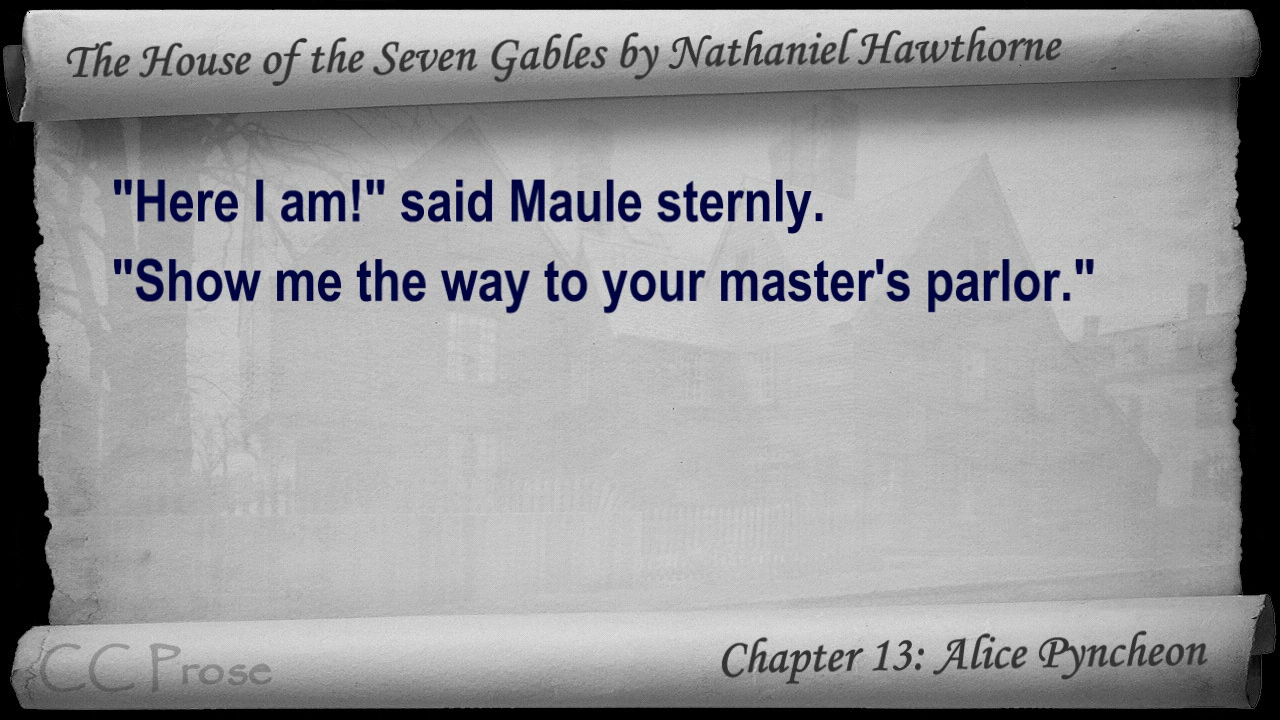 The House of the Seven Gables by Nathaniel Hawthorne
"Here I am!" said Maule sternly.
"Show me the way to your master's parlor."
CC Prose
Chapter 13: Alice Pyncheon